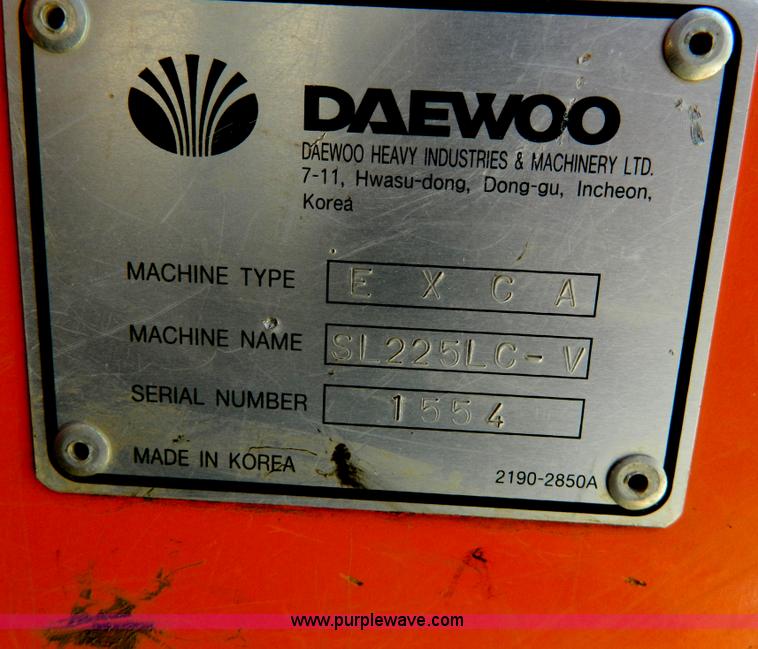 DAEWOO
DAEWOO HEAVY INDUSTRIES & MACHINERY LTD.
7-11, Hwasu-dong, Dong-gu, Incheon,
Korea
MACHINE TYPE EXCA
MACHINE NAME SL225LC-V
SERIAL NUMBER 1554
MADE IN KOREA 2190-2850A
www.purplewave.com